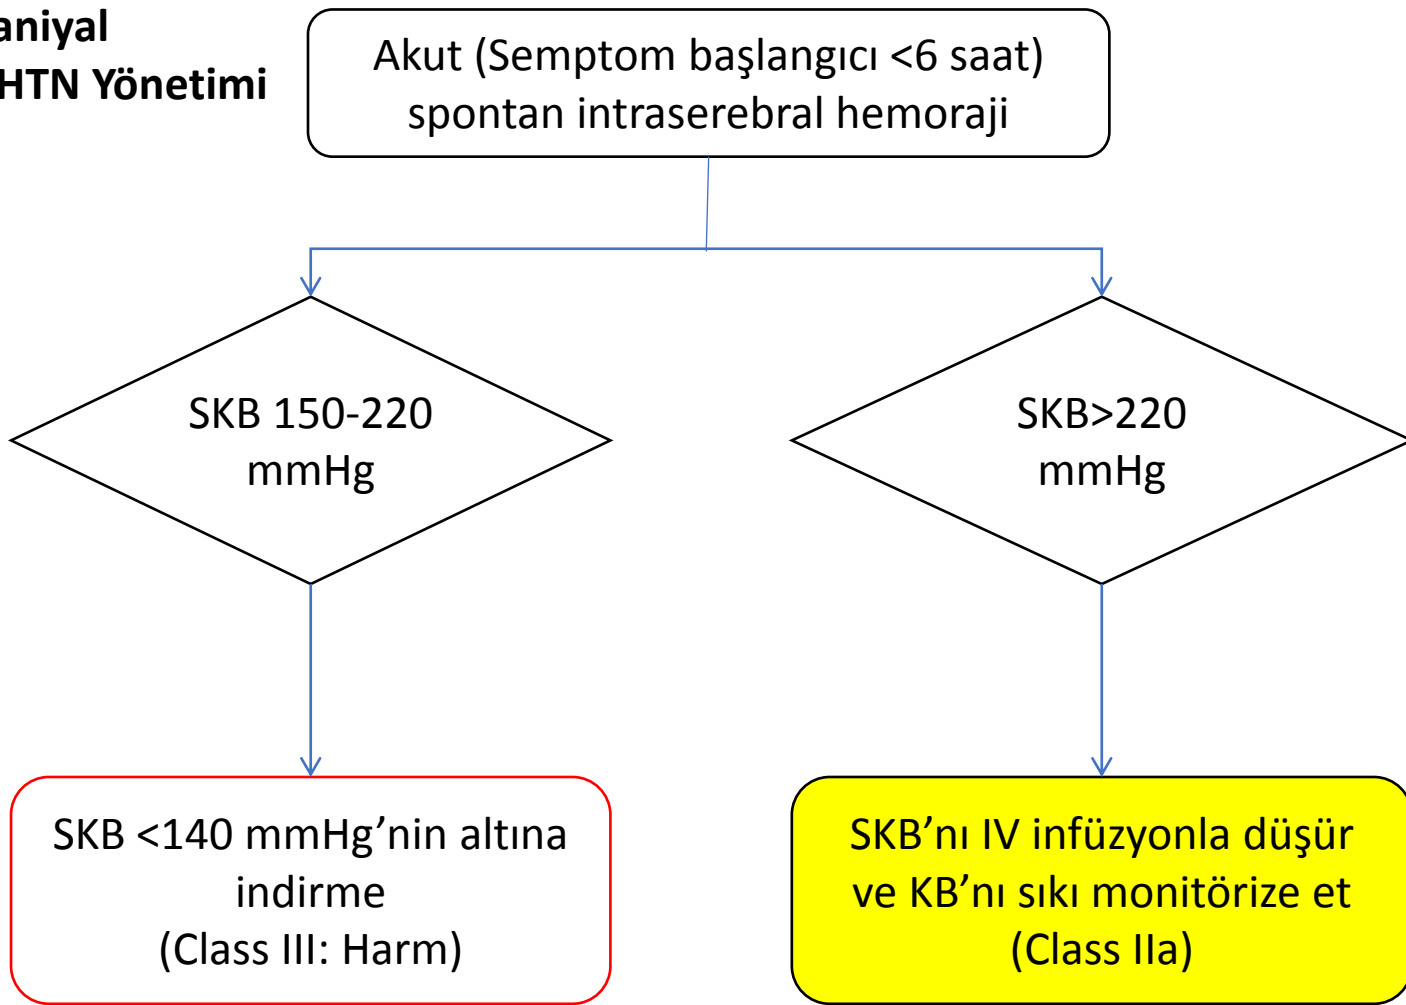 HTN Yönetimi
Akut (Semptom başlangıcı <6 saat)
spontan intraserebral hemoraji
SKB 150-220
mmHg
SKB>220
mmHg
SKB <140 mmHg’nin altına
indirme
(Class III: Harm)
SKB’nı IV infüzyonla düşür
ve KB’nı sıkı monitörize et
(Class IIa)